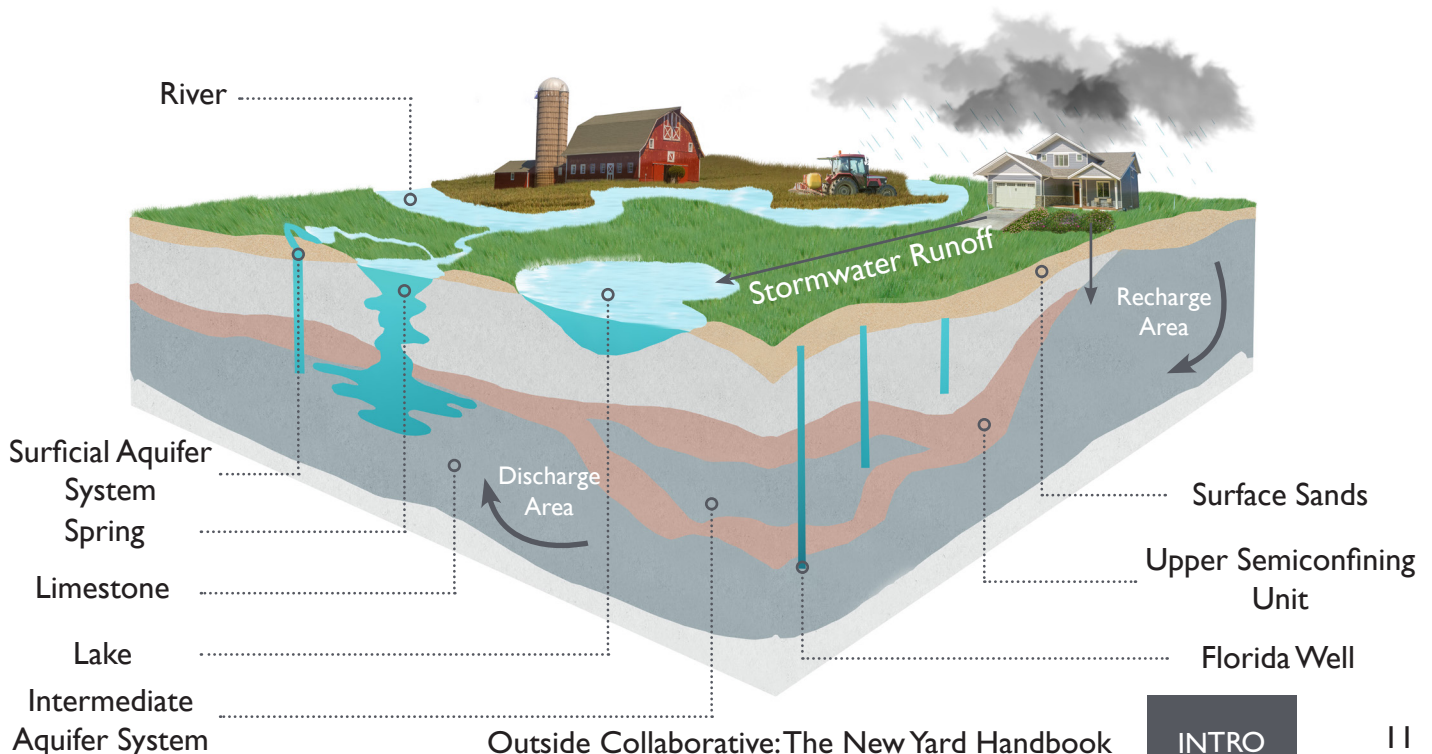 River
Stormwater Runoff
Recharge
Area
Surficial Aquifer
System
Spring
Limestone
Lake
Intermediate
Aquifer System
Discharge
Area
Surface Sands
Upper Semiconfining
Unit
Florida Well
Outside Collaborative: The New Yard Handbook
INTRO
11